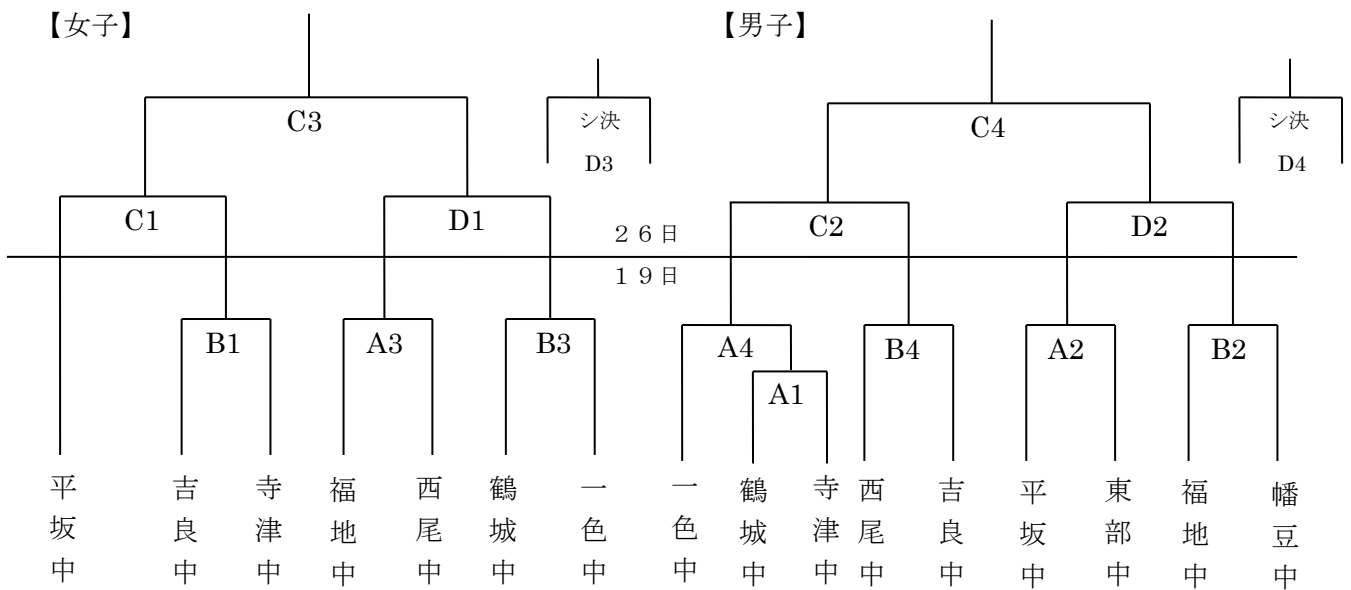 【女子】
【男子】
C3
シ決
D3
C4
シ決
D4
C1
D1
２６日
C2
D2
１９日
B1
A3
B3
A4
B4
A2
B2
A1
平坂中
吉良中
寺津中
福地中
西尾中
鶴城中
一色中
一色中
鶴城中
寺津中
西尾中
吉良中
平坂中
東部中
福地中
幡豆中